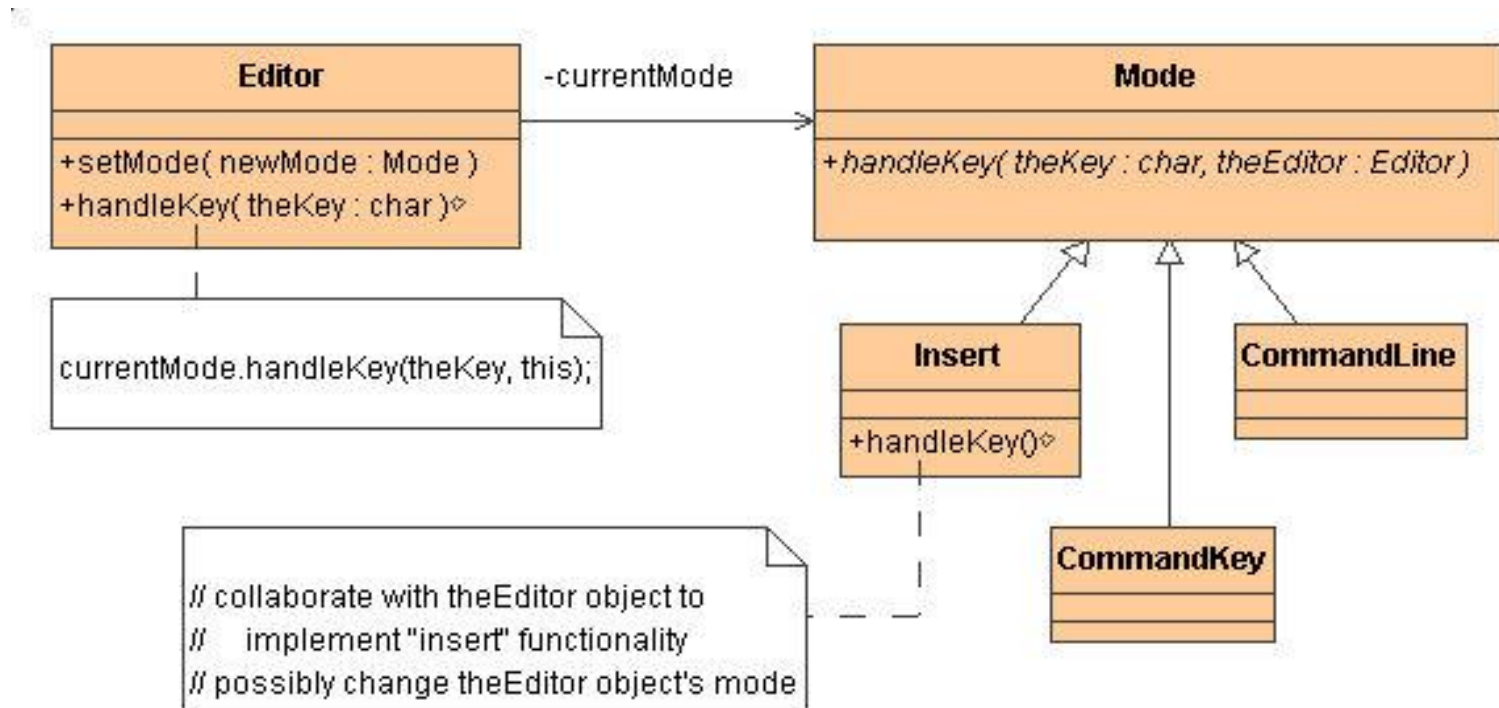 Editor
-currentMode
Mode
+setMode( newMode : Mode )
+handleKey( theKey : char )
+handleKey( theKey : char, theEditor : Editor )
currentMode.handleKey(theKey, this);
Insert
+handleKey()
CommandLine
CommandKey
// collaborate with theEditor object to
// implement "insert" functionality
// possibly change theEditor object's mode